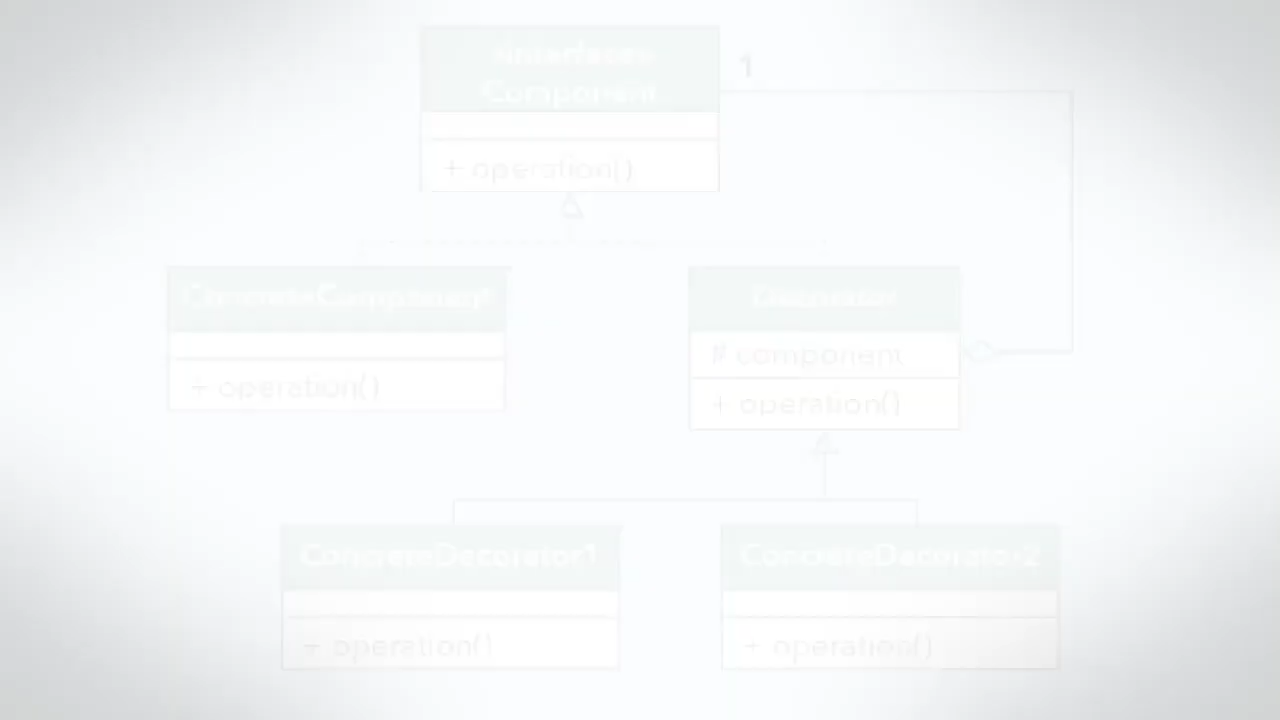 «interface»
Component
1
+ operation()
ConcreteComponent
Decorator
# component
+ operation()
+ operation()
ConcreteDecorator1
ConcreteDecorator2
+ operation()
+ operation()